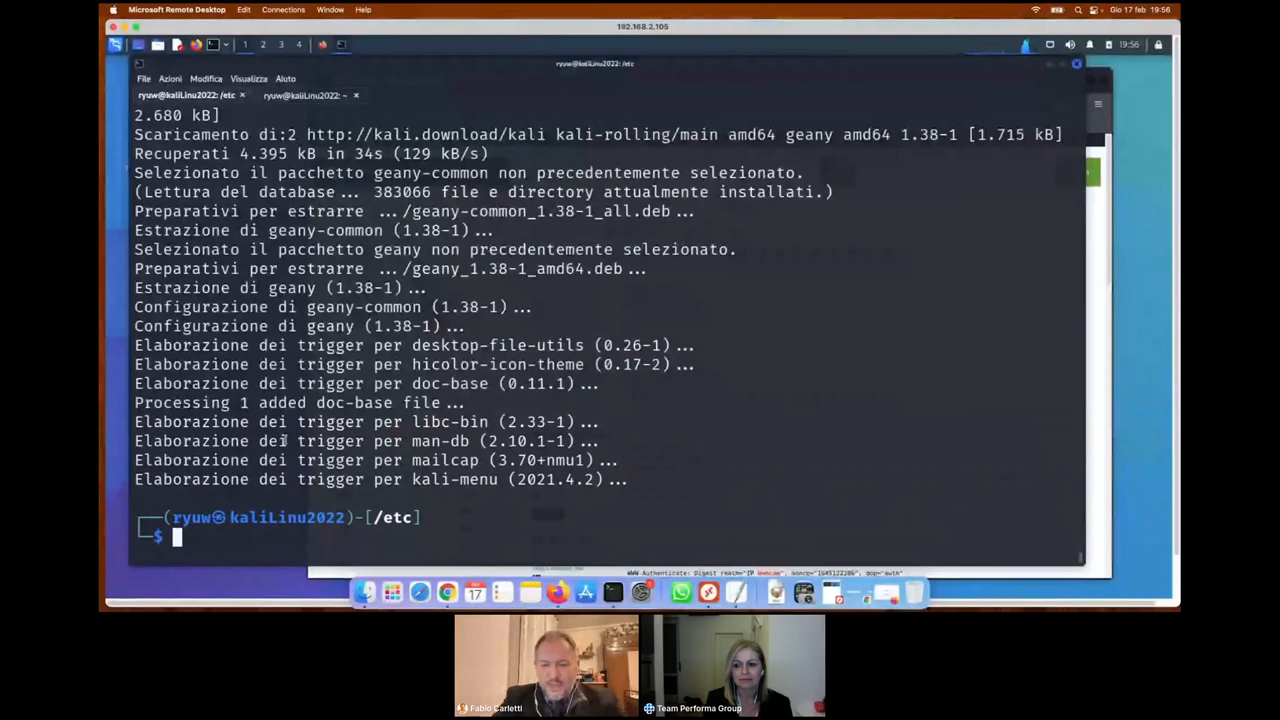 Microsoft Remote Desktop Edit Connections Window Help
Gio 17 feb 19:56
192.168.2.105
1 2 3 4
19:56
ryuw@kaliLinu2022: /etc
File Azioni Modifica Visualizza Aiuto
ryuw@kaliLinu2022: /etc × ryuw@kaliLinu2022: ~ ×
2.680 kB]
Scaricamento di:2 http://kali.download/kali kali-rolling/main amd64 geany amd64 1.38-1 [1.715 kB]
Recuperati 4.395 kB in 34s (129 kB/s)
Selezionato il pacchetto geany-common non precedentemente selezionato.
(Lettura del database... 383066 file e directory attualmente installati.)
Preparativi per estrarre .../geany-common_1.38-1_all.deb...
Estrazione di geany-common (1.38-1)...
Selezionato il pacchetto geany non precedentemente selezionato.
Preparativi per estrarre .../geany_1.38-1_amd64.deb...
Estrazione di geany (1.38-1)...
Configurazione di geany-common (1.38-1)...
Configurazione di geany (1.38-1)...
Elaborazione dei trigger per desktop-file-utils (0.26-1)...
Elaborazione dei trigger per hicolor-icon-theme (0.17-2)...
Elaborazione dei trigger per doc-base (0.11.1)...
Processing 1 added doc-base file...
Elaborazione dei trigger per libc-bin (2.33-1)...
Elaborazione dei trigger per man-db (2.10.1-1)...
Elaborazione dei trigger per mailcap (3.70+nmu1)...
Elaborazione dei trigger per kali-menu (2021.4.2)...
(ryuw㉿kaliLinu2022)-[/etc]
$
WWW-Authenticate: Digest
17
Fabio Carletti
Team Performa Group